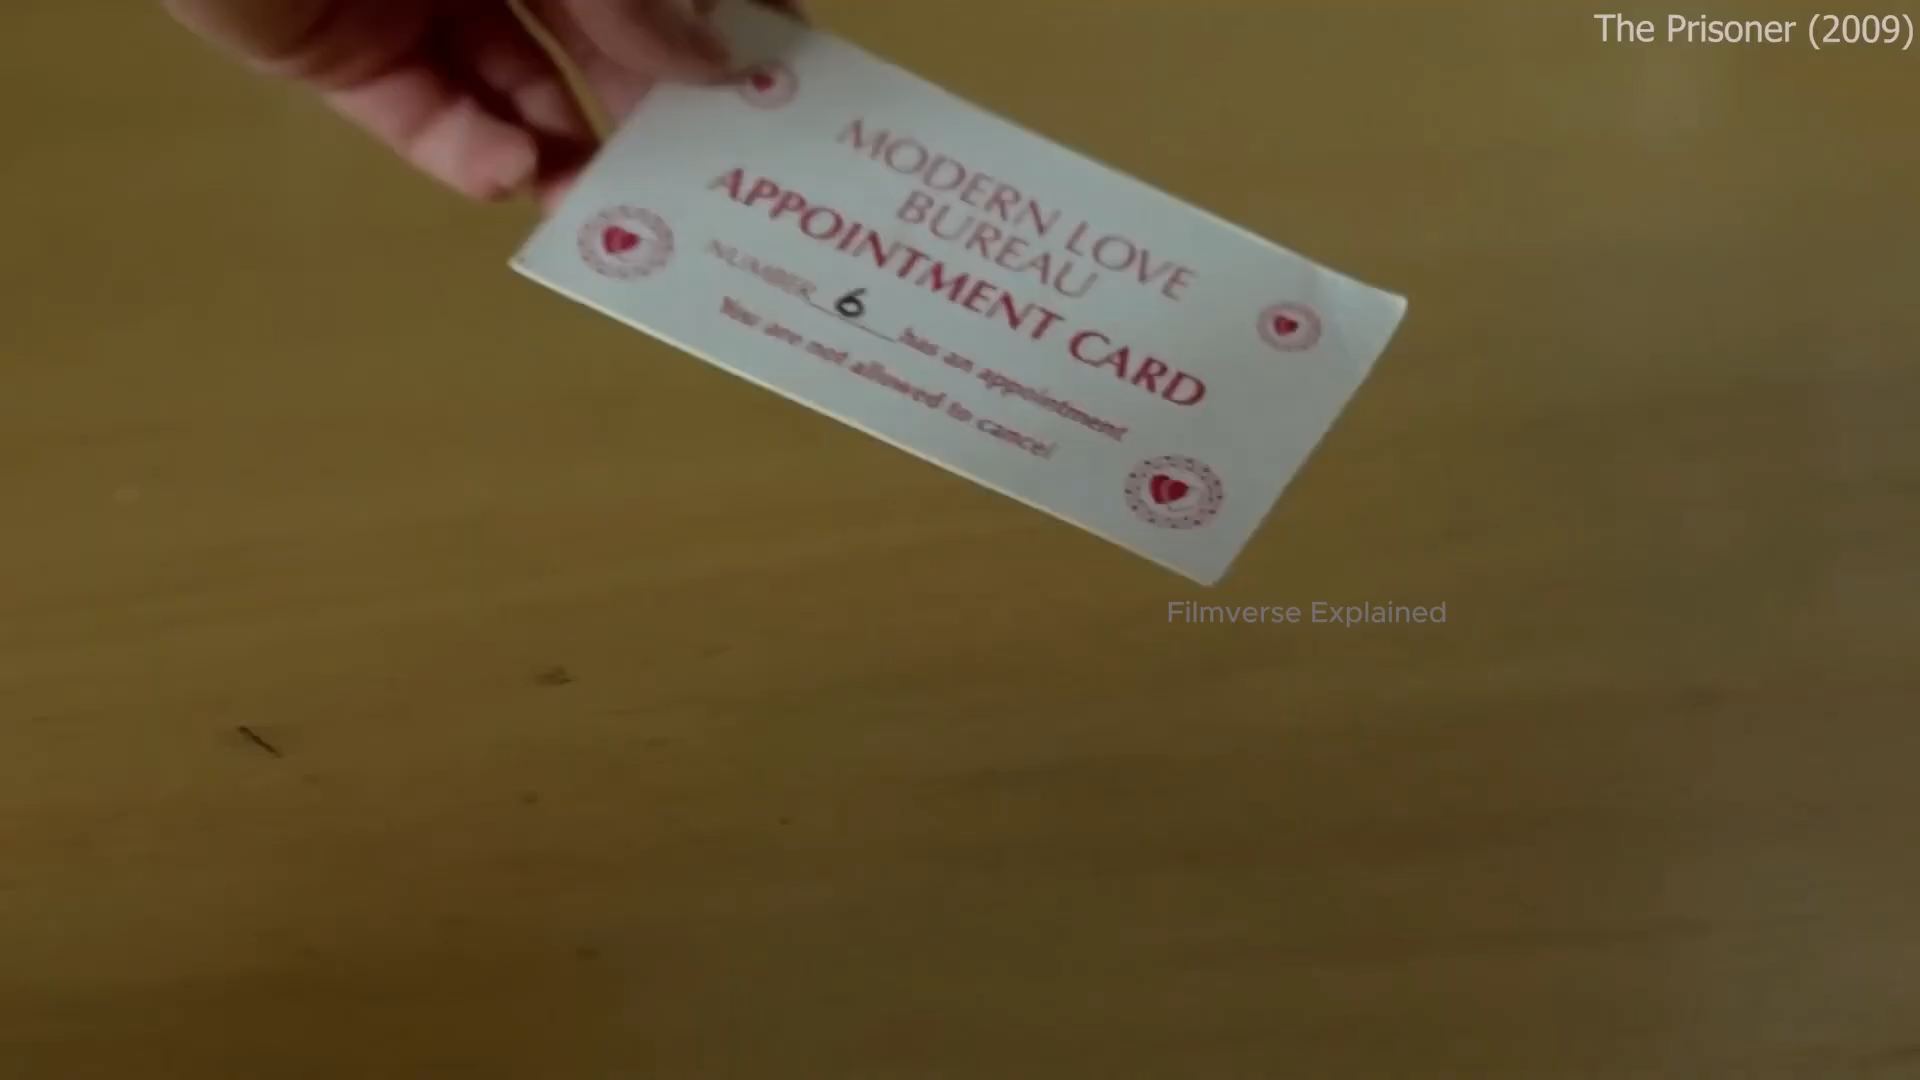 The Prisoner (2009)
MODERN LOVE
BUREAU
APPOINTMENT CARD
NUMBER 6 has an appointment
You are not allowed to cancel
Filmverse Explained